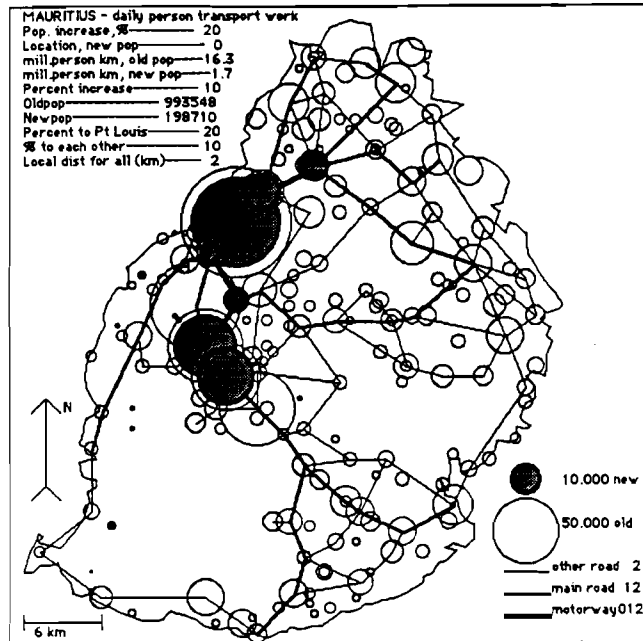 MAURITIUS - daily person transport work
Pop. increase,% 20
Location, new pop 0
mill.person km, old pop 16.3
mill.person km, new pop 1.7
Percent increase 10
Oldpop 993548
Newpop 198710
Percent to Pt Louis 20
% to each other 10
Local dist for all (km) 2
N
10.000 new
50.000 old
other road 2
main road 12
motorway012
6 km